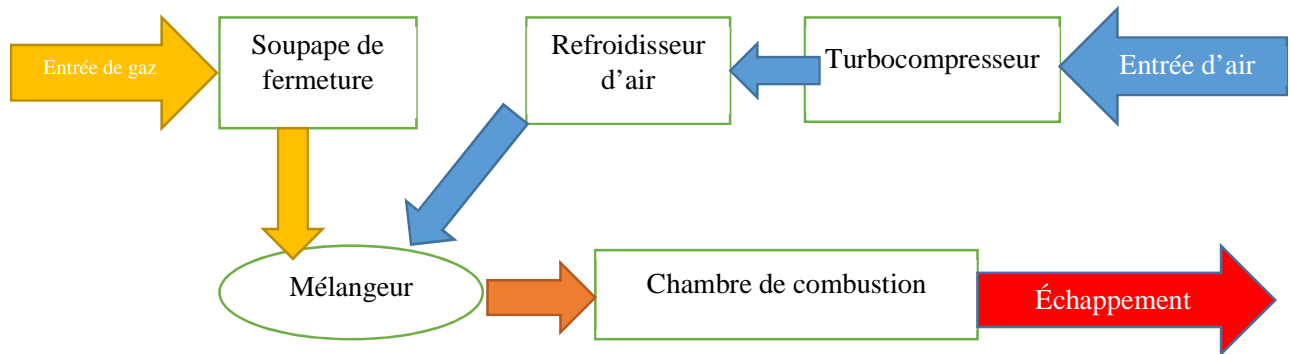 Entrée de gaz
Soupape de
fermeture
Refroidisseur
d’air
Turbocompresseur
Entrée d’air
Mélangeur
Chambre de combustion
Échappement